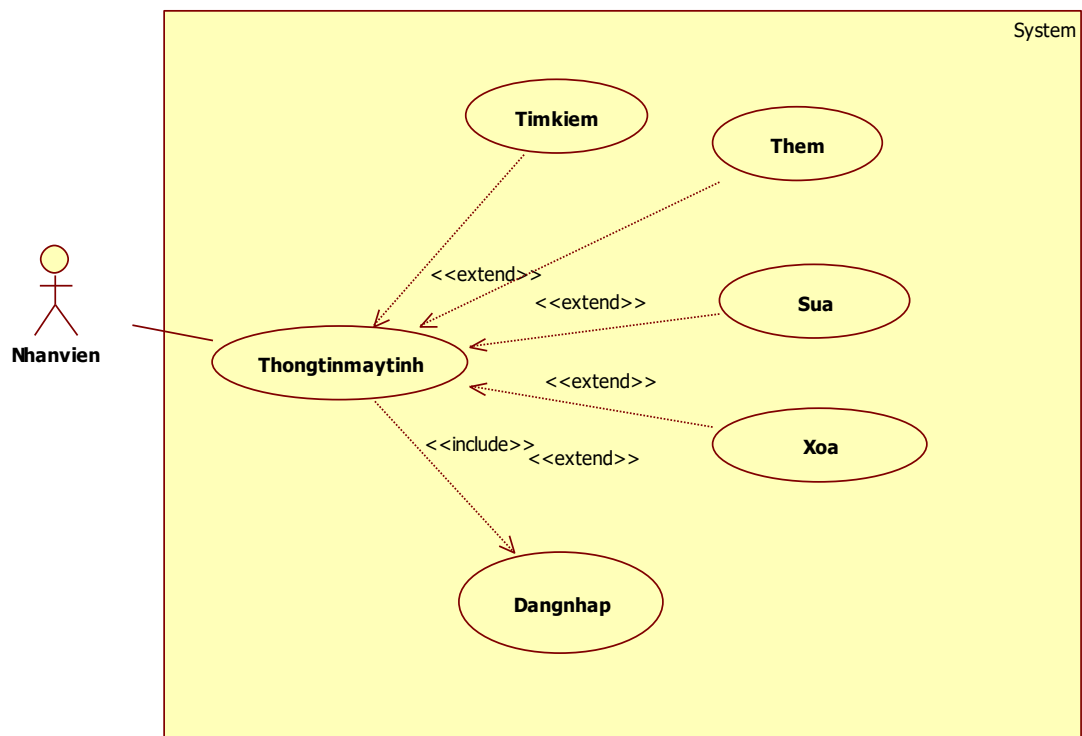 System
Timkiem
Them
<<extend>>
<<extend>>
Sua
Nhanvien
Thongtinmaytinh
<<extend>>
<<include>>
<<extend>>
Xoa
Dangnhap